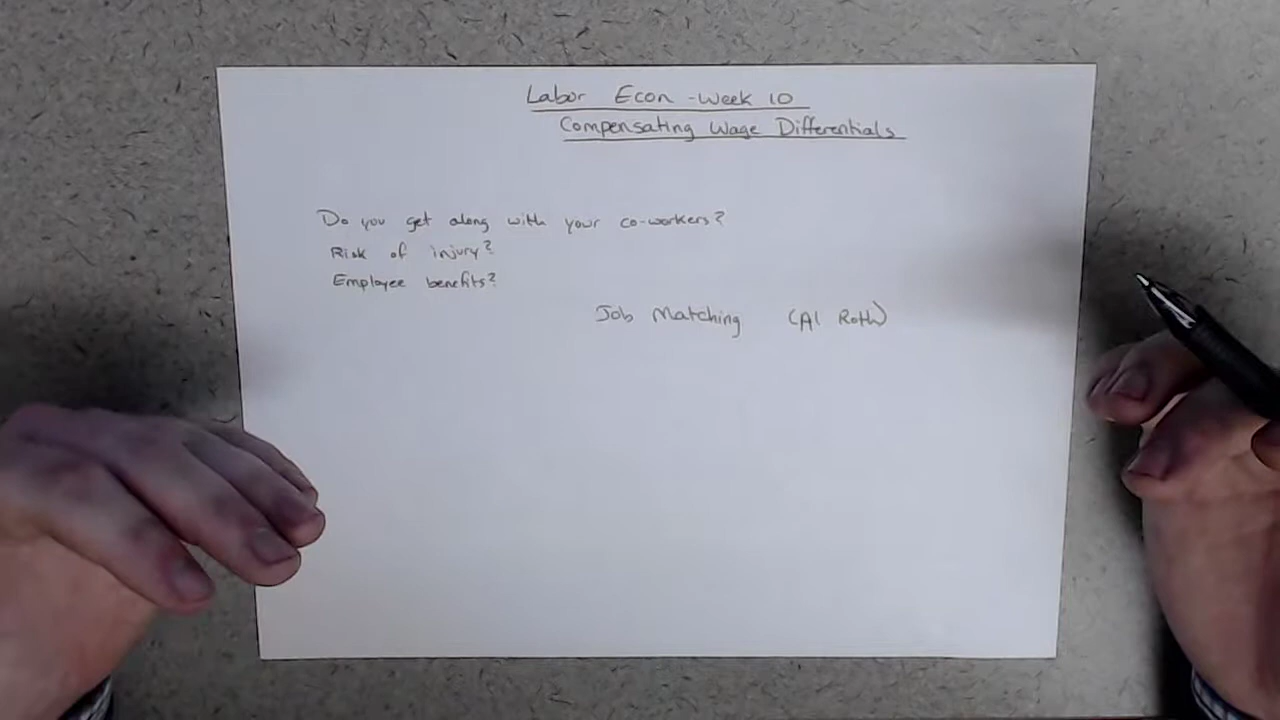 Labor Econ - Week 10
Compensating Wage Differentials
Do you get along with your co-workers?
Risk of injury?
Employee benefits?
Job Matching (Al Roth)